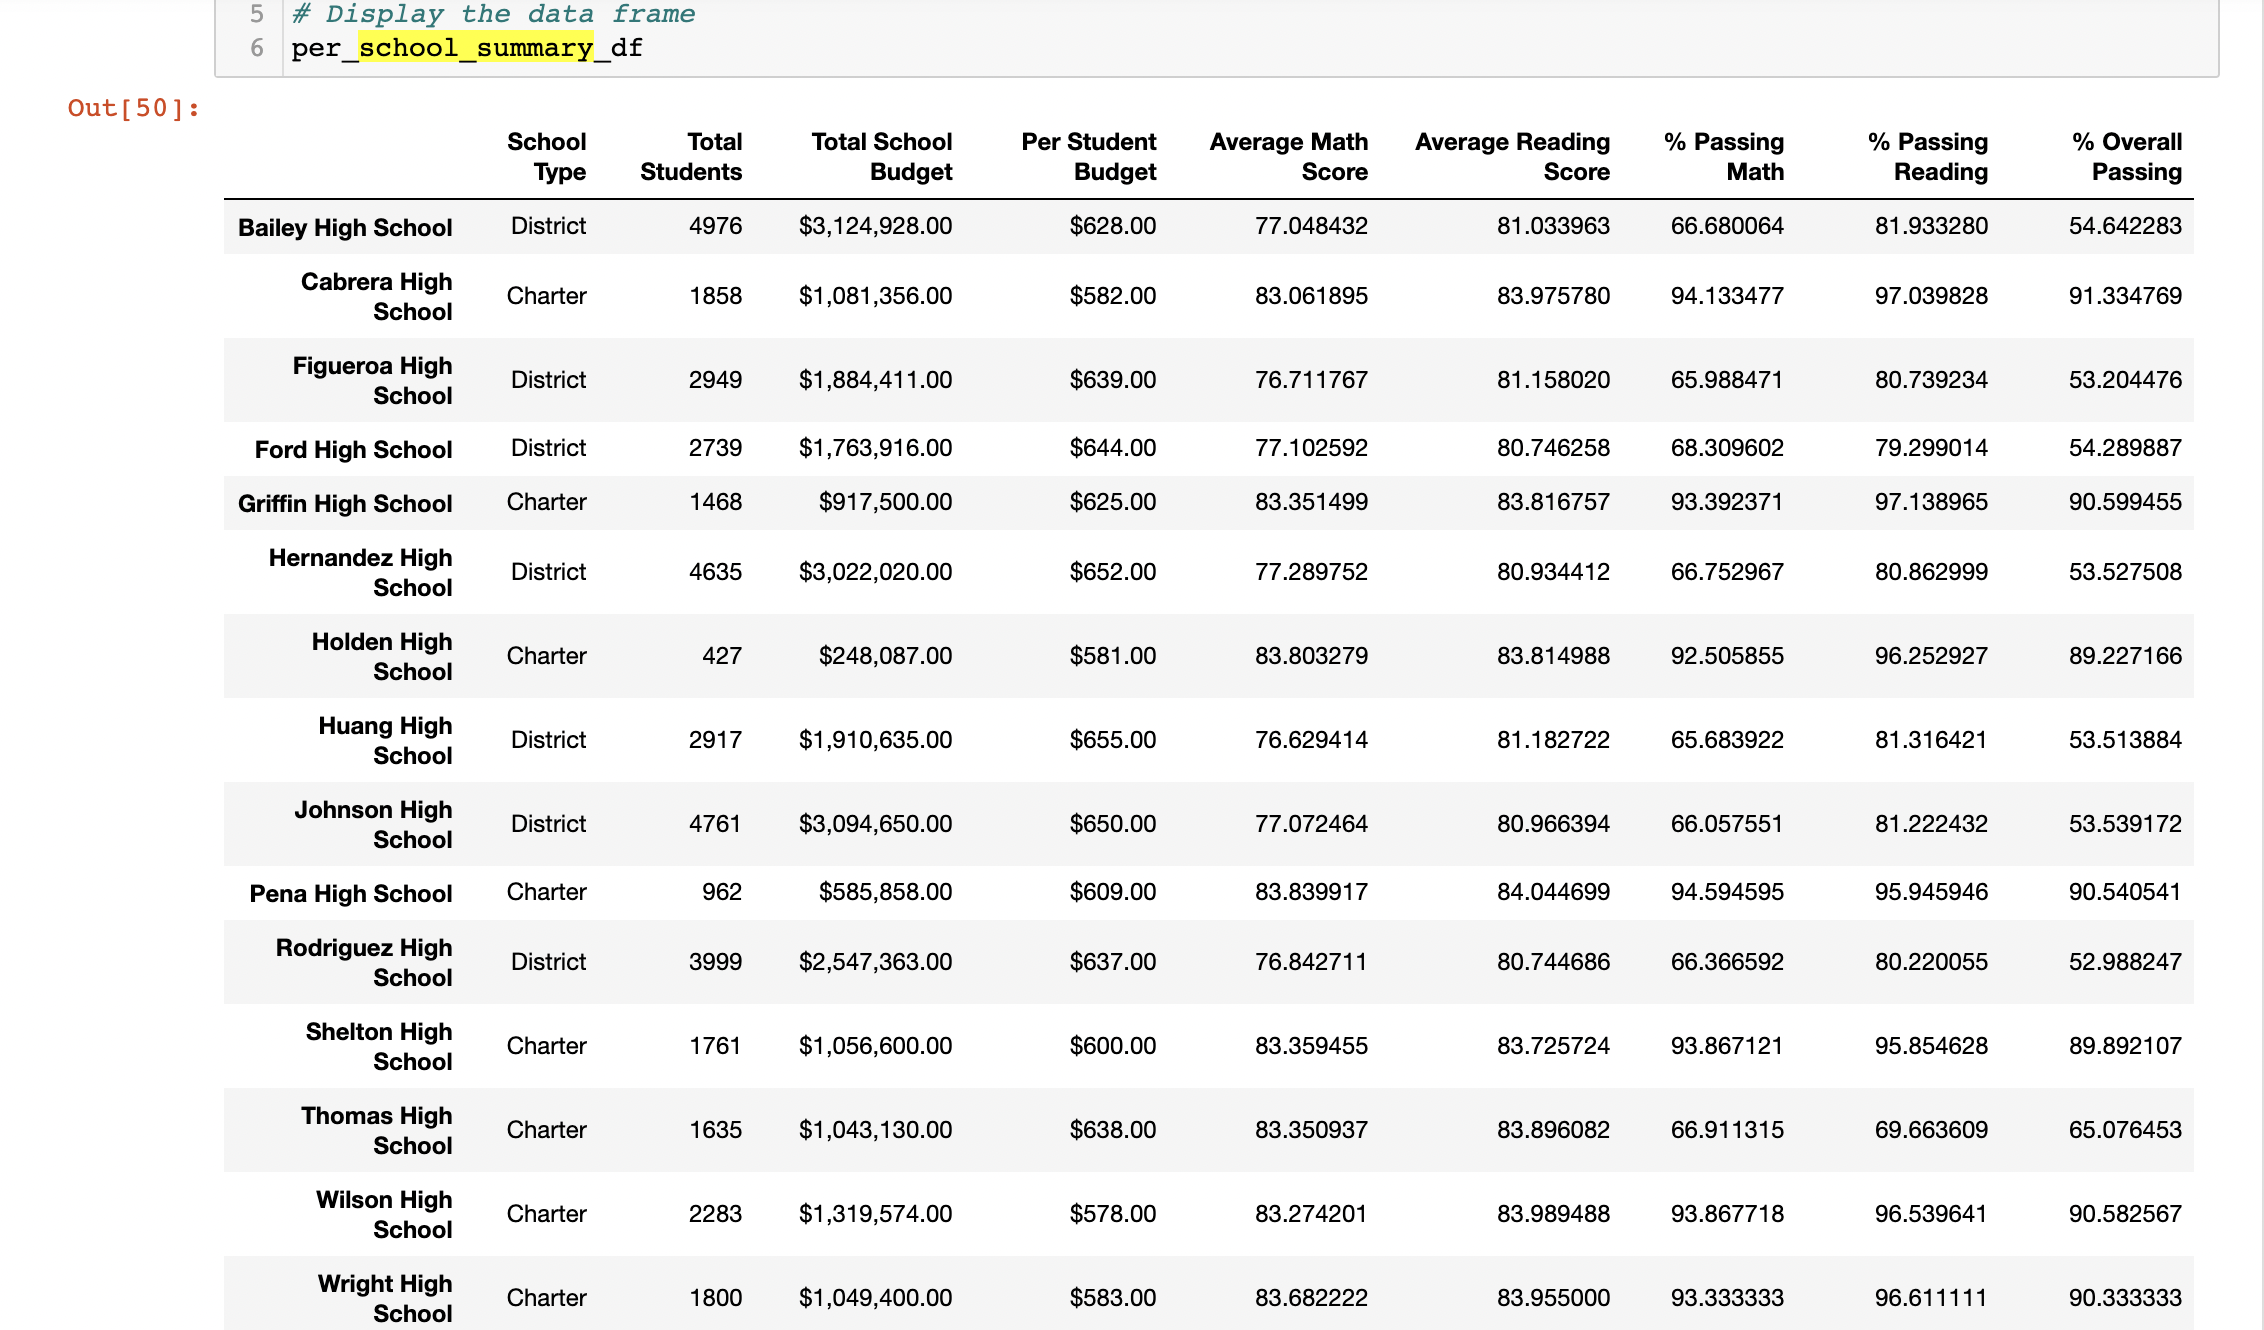 5 # Display the data frame
6 per_school_summary_df
Out[50]:
School Type Total Students Total School Budget Per Student Budget Average Math Score Average Reading Score % Passing Math % Passing Reading % Overall Passing
Bailey High School District 4976 $3,124,928.00 $628.00 77.048432 81.033963 66.680064 81.933280 54.642283
Cabrera High School Charter 1858 $1,081,356.00 $582.00 83.061895 83.975780 94.133477 97.039828 91.334769
Figueroa High School District 2949 $1,884,411.00 $639.00 76.711767 81.158020 65.988471 80.739234 53.204476
Ford High School District 2739 $1,763,916.00 $644.00 77.102592 80.746258 68.309602 79.299014 54.289887
Griffin High School Charter 1468 $917,500.00 $625.00 83.351499 83.816757 93.392371 97.138965 90.599455
Hernandez High School District 4635 $3,022,020.00 $652.00 77.289752 80.934412 66.752967 80.862999 53.527508
Holden High School Charter 427 $248,087.00 $581.00 83.803279 83.814988 92.505855 96.252927 89.227166
Huang High School District 2917 $1,910,635.00 $655.00 76.629414 81.182722 65.683922 81.316421 53.513884
Johnson High School District 4761 $3,094,650.00 $650.00 77.072464 80.966394 66.057551 81.222432 53.539172
Pena High School Charter 962 $585,858.00 $609.00 83.839917 84.044699 94.594595 95.945946 90.540541
Rodriguez High School District 3999 $2,547,363.00 $637.00 76.842711 80.744686 66.366592 80.220055 52.988247
Shelton High School Charter 1761 $1,056,600.00 $600.00 83.359455 83.725724 93.867121 95.854628 89.892107
Thomas High School Charter 1635 $1,043,130.00 $638.00 83.350937 83.896082 66.911315 69.663609 65.076453
Wilson High School Charter 2283 $1,319,574.00 $578.00 83.274201 83.989488 93.867718 96.539641 90.582567
Wright High School Charter 1800 $1,049,400.00 $583.00 83.682222 83.955000 93.333333 96.611111 90.333333